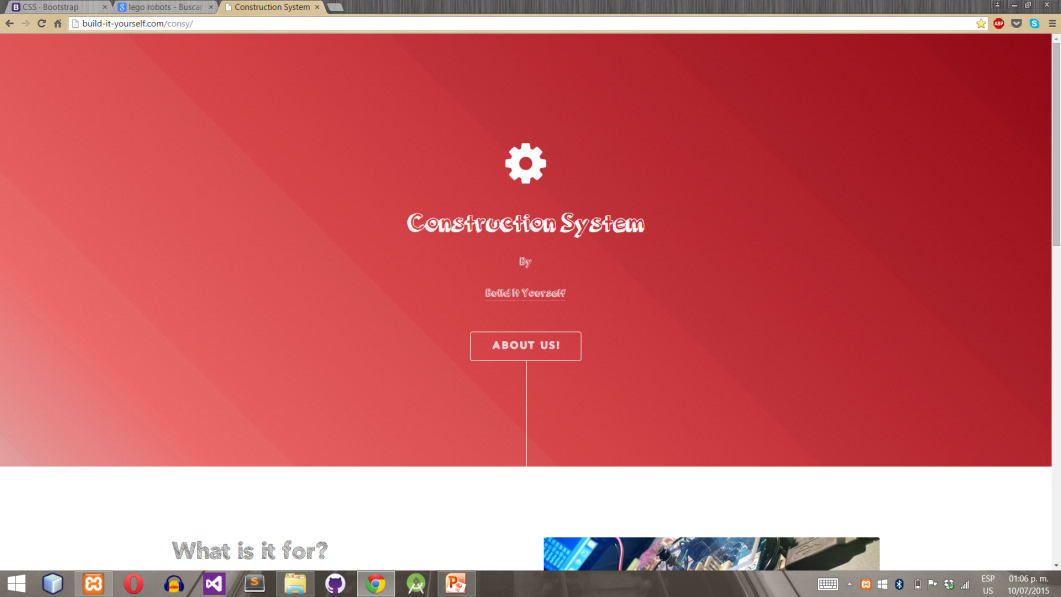 CSS · Bootstrap
lego robots - Buscar
Construction System
build-it-yourself.com/consy/
ABP
Construction System
By
Build It Yourself
ABOUT US!
What is it for?
ESP
US
01:06 p. m.
10/07/2015